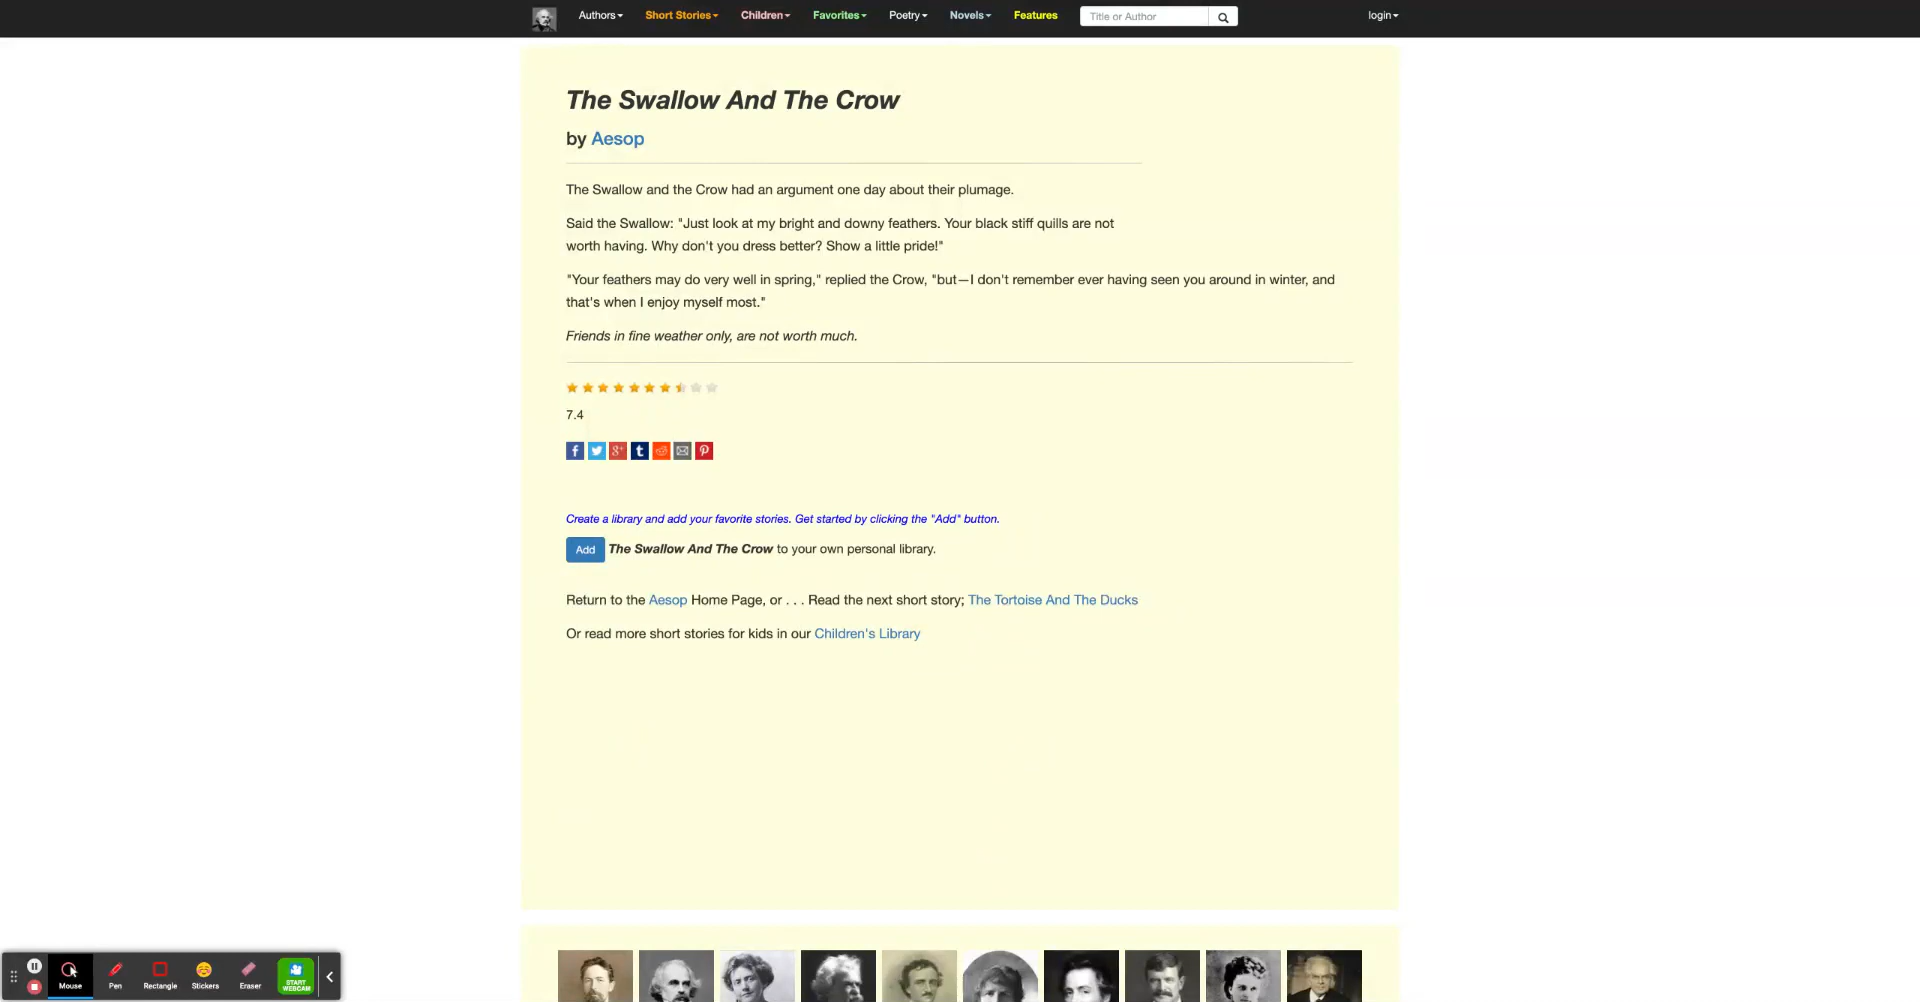 Authors Short Stories Children Favorites Poetry Novels Features Title or Author login
The Swallow And The Crow
by Aesop
The Swallow and the Crow had an argument one day about their plumage.
Said the Swallow: "Just look at my bright and downy feathers. Your black stiff quills are not
worth having. Why don't you dress better? Show a little pride!"
"Your feathers may do very well in spring," replied the Crow, "but—I don't remember ever having seen you around in winter, and
that's when I enjoy myself most."
Friends in fine weather only, are not worth much.
7.4
f t g+ t
Create a library and add your favorite stories. Get started by clicking the "Add" button.
Add The Swallow And The Crow to your own personal library.
Return to the Aesop Home Page, or . . . Read the next short story; The Tortoise And The Ducks
Or read more short stories for kids in our Children's Library
Mouse Pen Rectangle Stickers Eraser START
WEBCAM